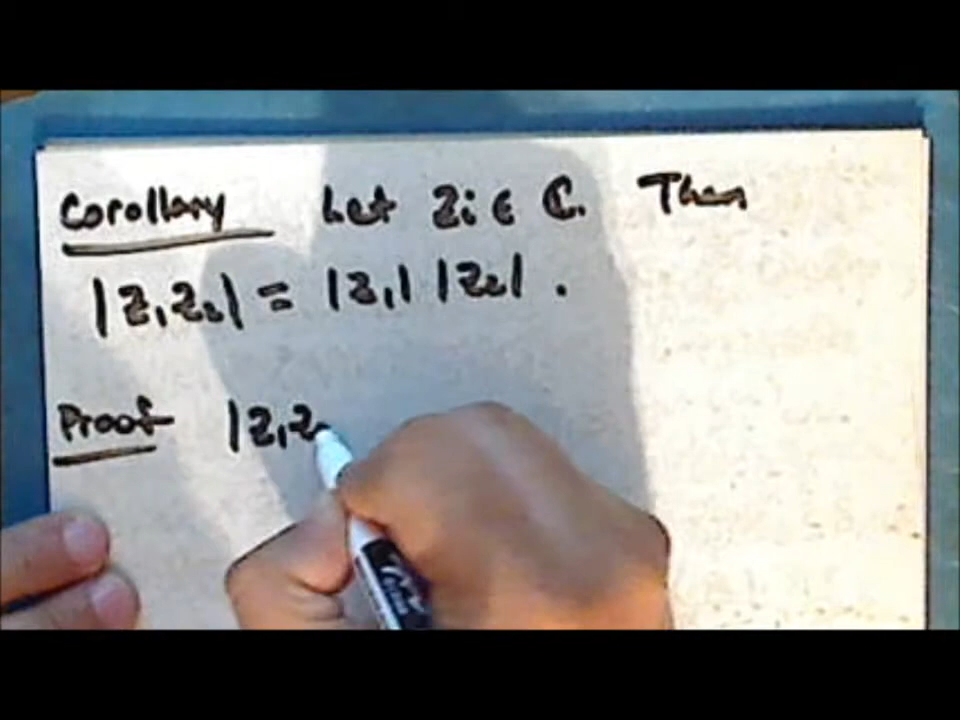 Corollary Let Zi ∈ ℂ. Then
|z₁z₂| = |z₁| |z₂| .
Proof |z₁z